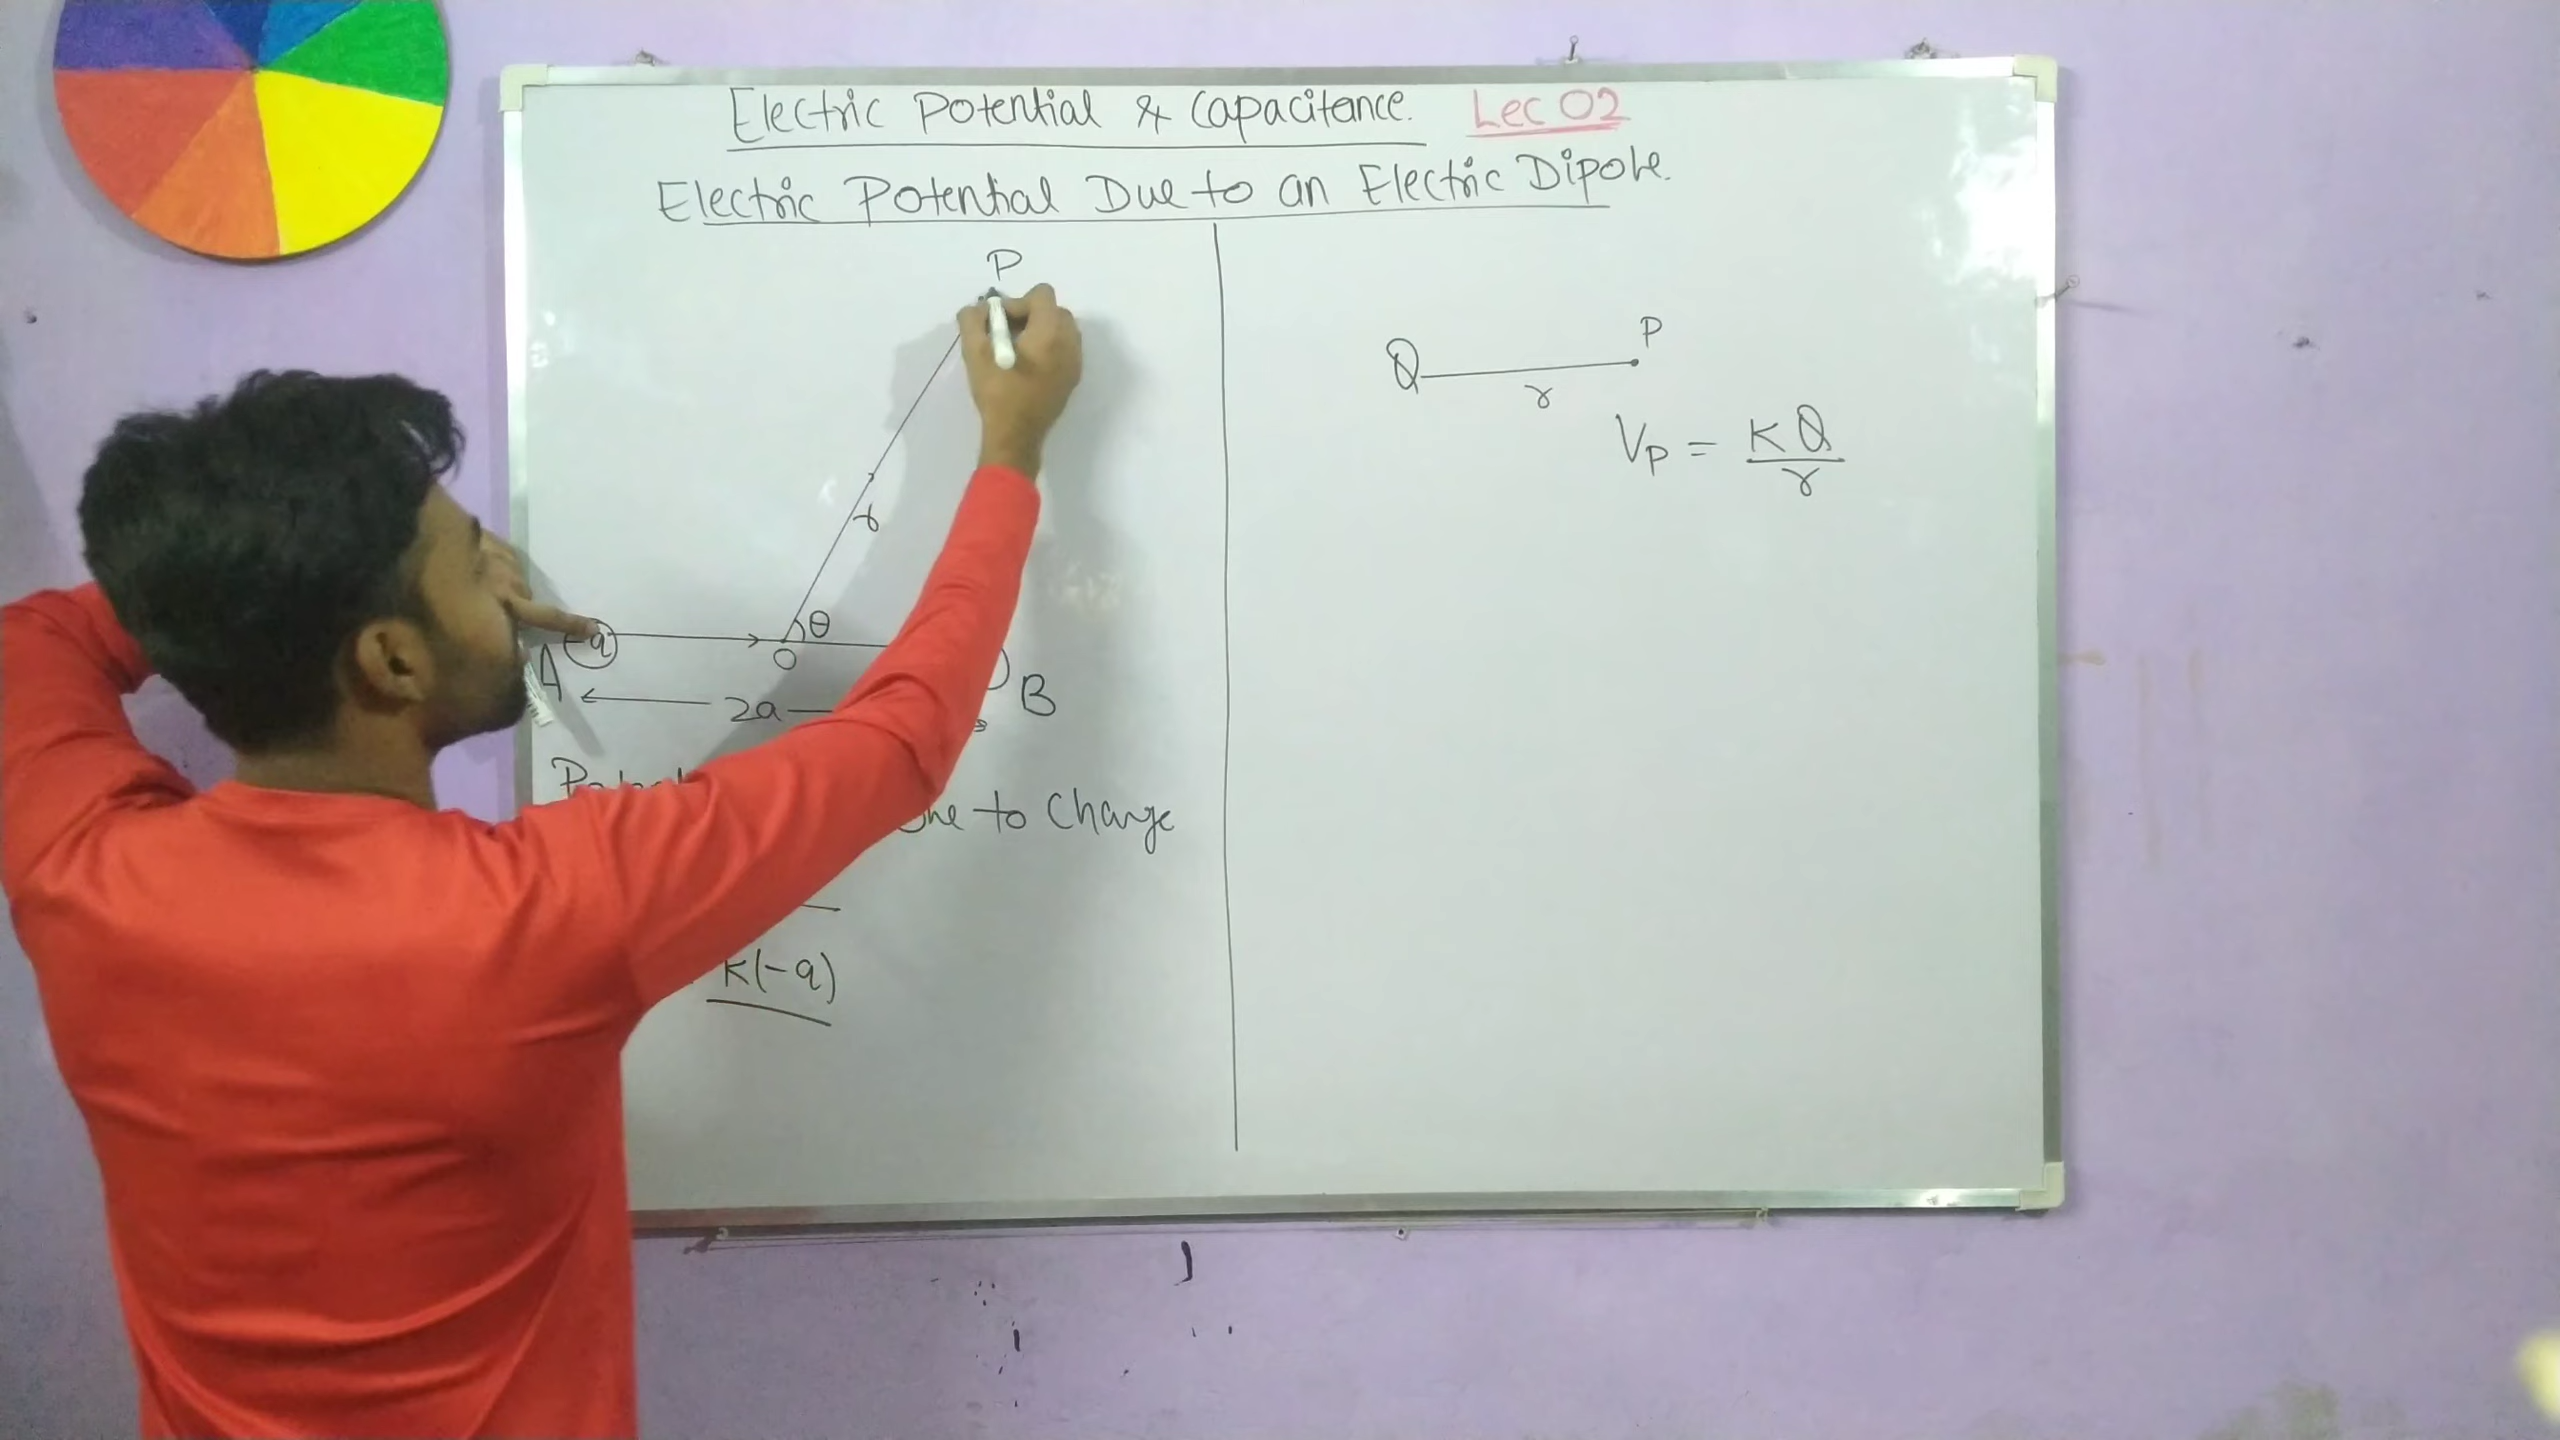 Electric Potential & Capacitance. Lec 02
Electric Potential Due to an Electric Dipole.
P
r
θ
-q
O
A
B
2a
to Charge
K(-q)
Q
P
r
Vp = KQ
r